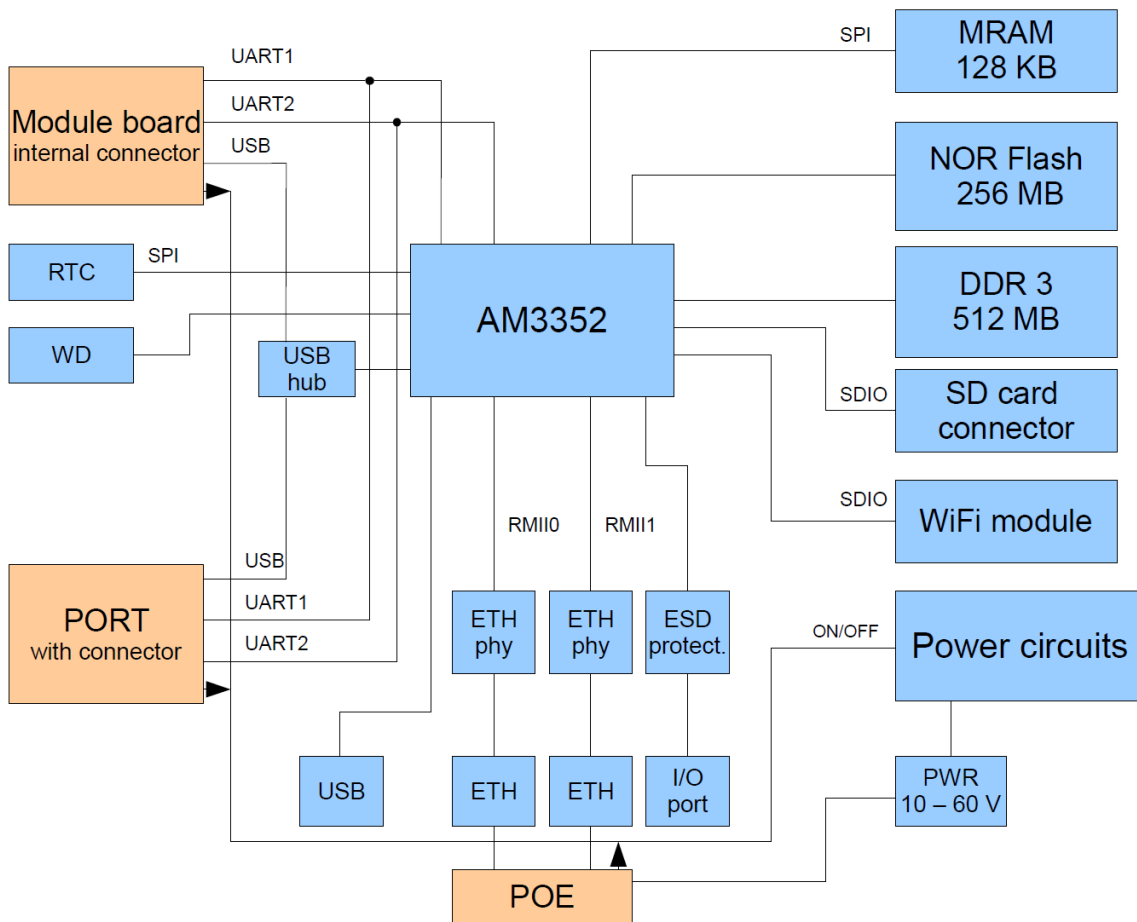 UART1
SPI
MRAM
128 KB
Module board
internal connector
UART2
USB
NOR Flash
256 MB
RTC
SPI
AM3352
DDR 3
512 MB
WD
USB
hub
SDIO
SD card
connector
SDIO
WiFi module
RMII0
RMII1
PORT
with connector
USB
UART1
UART2
ETH
phy
ETH
phy
ESD
protect.
ON/OFF
Power circuits
USB
ETH
ETH
I/O
port
PWR
10 – 60 V
POE